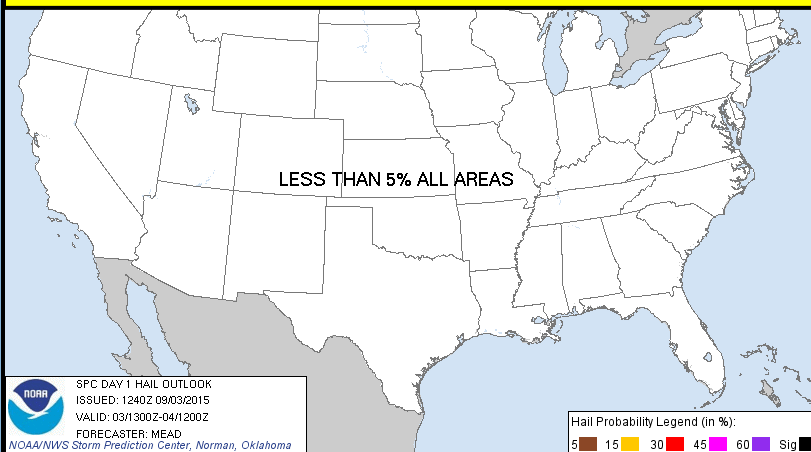 LESS THAN 5% ALL AREAS
NOAA
SPC DAY 1 HAIL OUTLOOK
ISSUED: 1240Z 09/03/2015
VALID: 03/1300Z-04/1200Z
FORECASTER: MEAD
NOAA/NWS Storm Prediction Center, Norman, Oklahoma
Hail Probability Legend (in %):
5 15 30 45 60 Sig